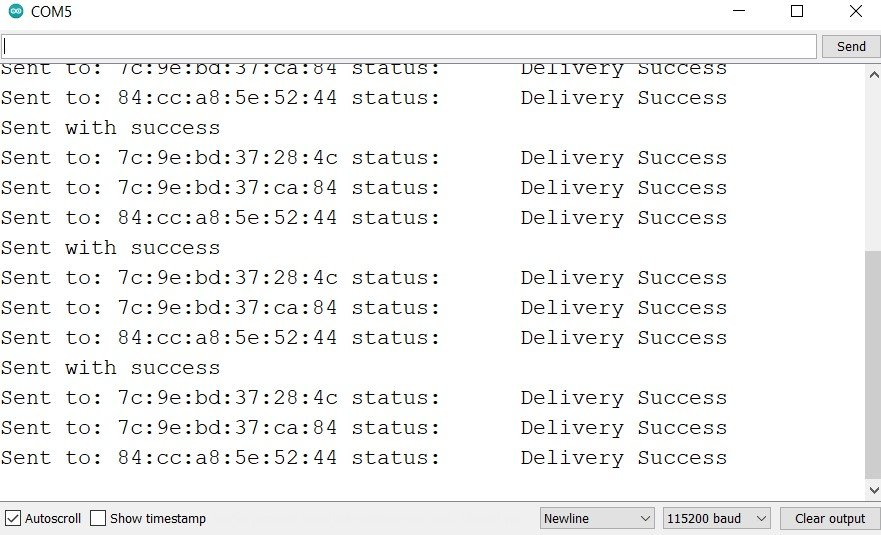 COM5
Send
Sent to: 7c:9e:bd:37:ca:84 status:      Delivery Success
Sent to: 84:cc:a8:5e:52:44 status:      Delivery Success
Sent with success
Sent to: 7c:9e:bd:37:28:4c status:      Delivery Success
Sent to: 7c:9e:bd:37:ca:84 status:      Delivery Success
Sent to: 84:cc:a8:5e:52:44 status:      Delivery Success
Sent with success
Sent to: 7c:9e:bd:37:28:4c status:      Delivery Success
Sent to: 7c:9e:bd:37:ca:84 status:      Delivery Success
Sent to: 84:cc:a8:5e:52:44 status:      Delivery Success
Sent with success
Sent to: 7c:9e:bd:37:28:4c status:      Delivery Success
Sent to: 7c:9e:bd:37:ca:84 status:      Delivery Success
Sent to: 84:cc:a8:5e:52:44 status:      Delivery Success
Autoscroll Show timestamp Newline 115200 baud Clear output